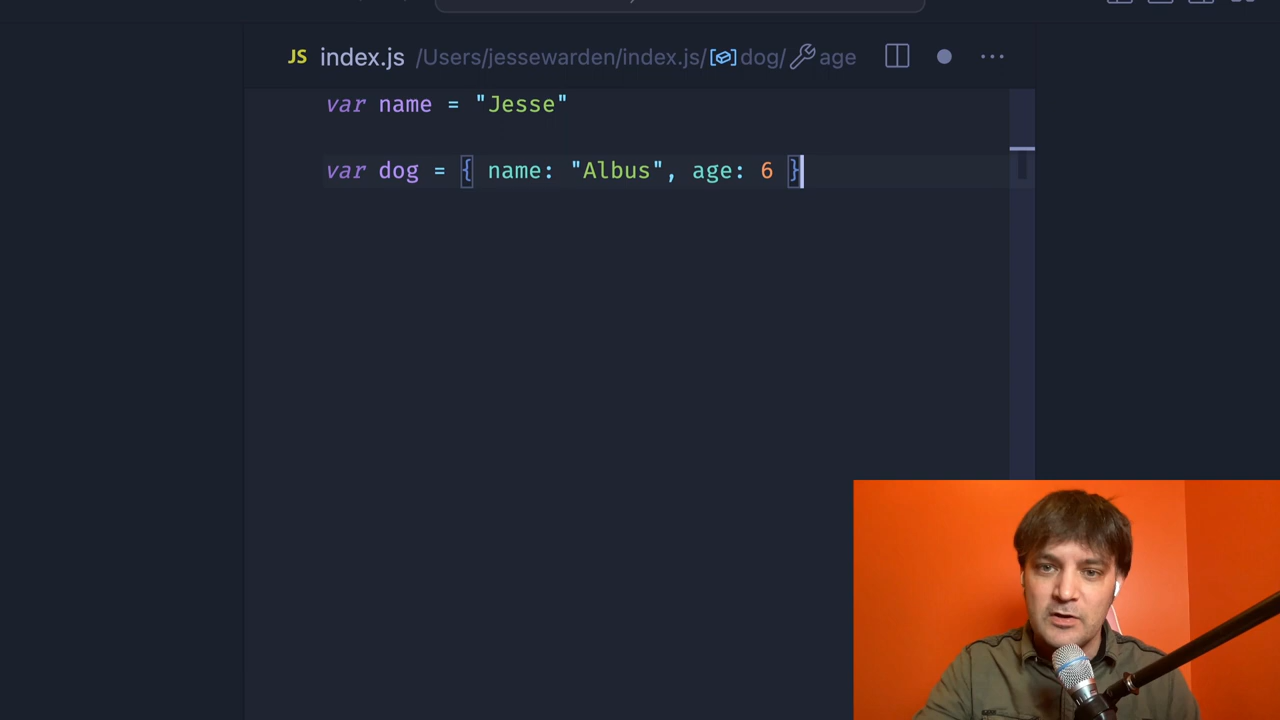 JS index.js /Users/jessewarden/index.js/dog/age ...
var name = "Jesse"
var dog = { name: "Albus", age: 6 }